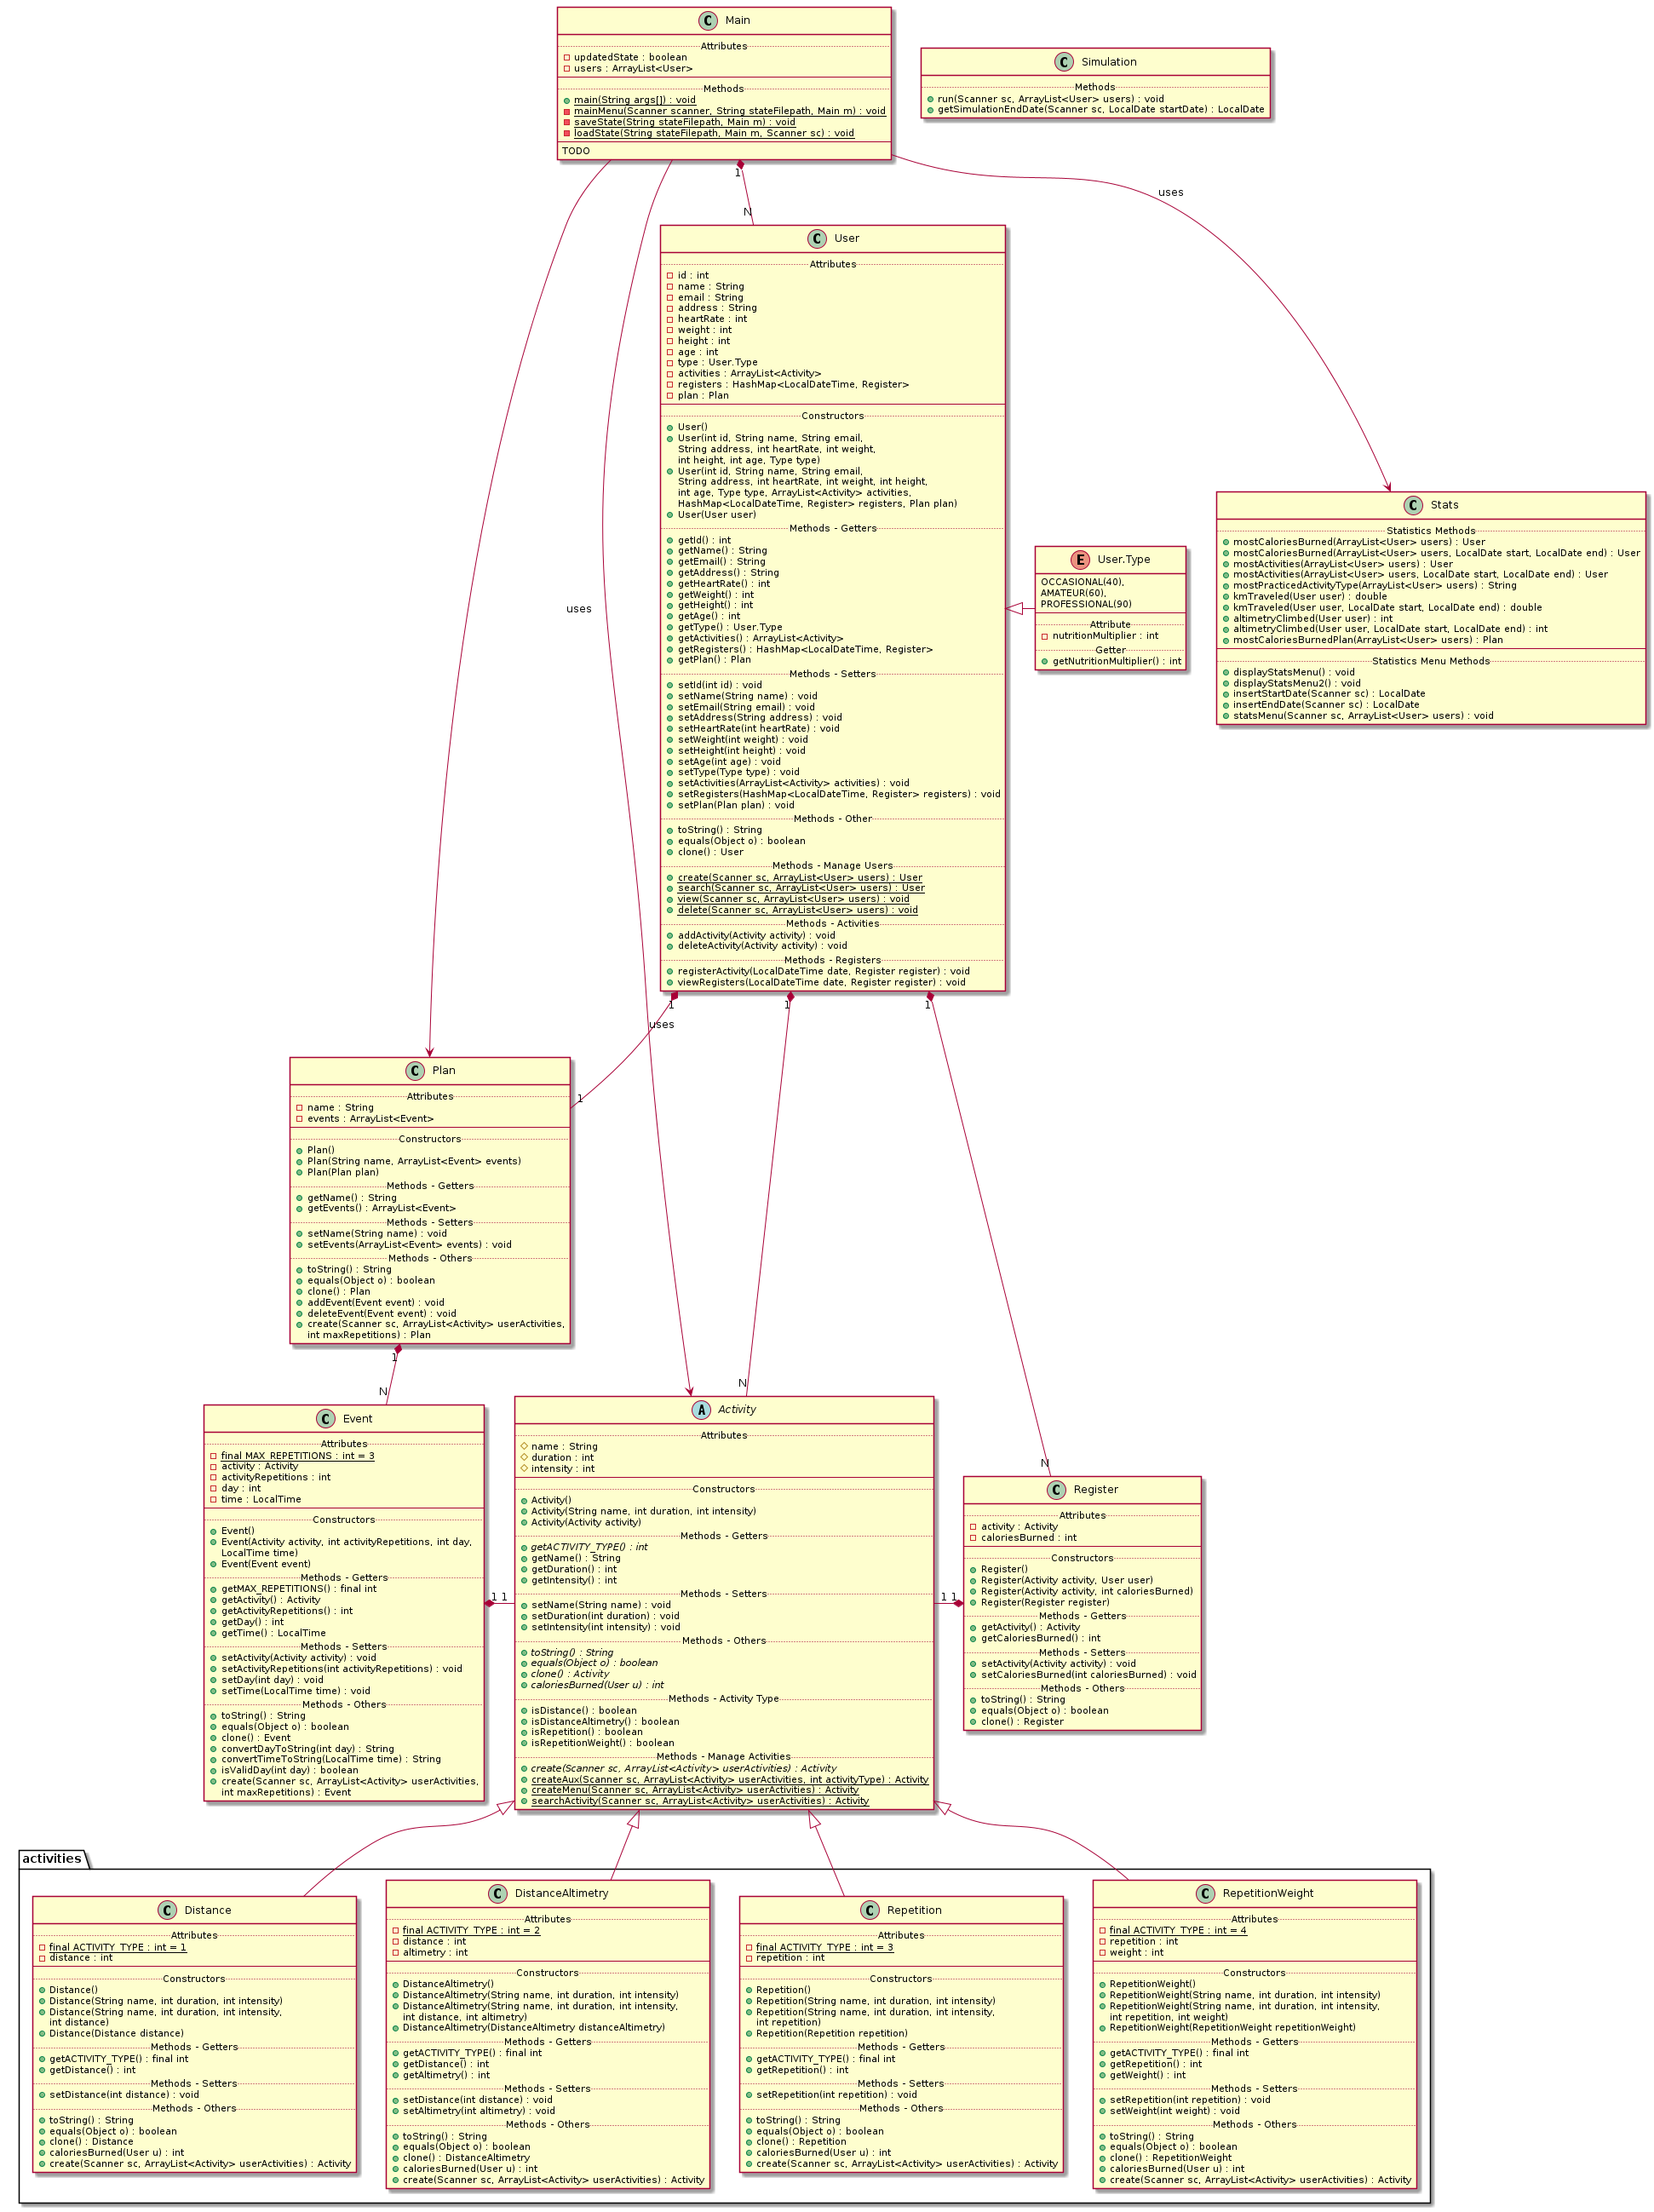 C Main
Attributes
updatedState : boolean
users : ArrayList<User>
Methods
main(String args[]) : void
mainMenu(Scanner scanner, String stateFilepath, Main m) : void
saveState(String stateFilepath, Main m) : void
loadState(String stateFilepath, Main m, Scanner sc) : void
TODO
C Simulation
Methods
run(Scanner sc, ArrayList<User> users) : void
getSimulationEndDate(Scanner sc, LocalDate startDate) : LocalDate
1
N
uses
C User
Attributes
id : int
name : String
email : String
address : String
heartRate : int
weight : int
height : int
age : int
type : User.Type
activities : ArrayList<Activity>
registers : HashMap<LocalDateTime, Register>
plan : Plan
Constructors
User()
User(int id, String name, String email,
String address, int heartRate, int weight,
int height, int age, Type type)
User(int id, String name, String email,
String address, int heartRate, int weight, int height,
int age, Type type, ArrayList<Activity> activities,
HashMap<LocalDateTime, Register> registers, Plan plan)
User(User user)
Methods - Getters
getId() : int
getName() : String
getEmail() : String
getAddress() : String
getHeartRate() : int
getWeight() : int
getHeight() : int
getAge() : int
getType() : User.Type
getActivities() : ArrayList<Activity>
getRegisters() : HashMap<LocalDateTime, Register>
getPlan() : Plan
Methods - Setters
setId(int id) : void
setName(String name) : void
setEmail(String email) : void
setAddress(String address) : void
setHeartRate(int heartRate) : void
setWeight(int weight) : void
setHeight(int height) : void
setAge(int age) : void
setType(Type type) : void
setActivities(ArrayList<Activity> activities) : void
setRegisters(HashMap<LocalDateTime, Register> registers) : void
setPlan(Plan plan) : void
Methods - Other
toString() : String
equals(Object o) : boolean
clone() : User
Methods - Manage Users
create(Scanner sc, ArrayList<User> users) : User
search(Scanner sc, ArrayList<User> users) : User
view(Scanner sc, ArrayList<User> users) : void
delete(Scanner sc, ArrayList<User> users) : void
Methods - Activities
addActivity(Activity activity) : void
deleteActivity(Activity activity) : void
Methods - Registers
registerActivity(LocalDateTime date, Register register) : void
viewRegisters(LocalDateTime date, Register register) : void
E User.Type
OCCASIONAL(40),
AMATEUR(60),
PROFESSIONAL(90)
Attribute
nutritionMultiplier : int
Getter
getNutritionMultiplier() : int
C Stats
Statistics Methods
mostCaloriesBurned(ArrayList<User> users) : User
mostCaloriesBurned(ArrayList<User> users, LocalDate start, LocalDate end) : User
mostActivities(ArrayList<User> users) : User
mostActivities(ArrayList<User> users, LocalDate start, LocalDate end) : User
mostPracticedActivityType(ArrayList<User> users) : String
kmTraveled(User user) : double
kmTraveled(User user, LocalDate start, LocalDate end) : double
altimetryClimbed(User user) : int
altimetryClimbed(User user, LocalDate start, LocalDate end) : int
mostCaloriesBurnedPlan(ArrayList<User> users) : Plan
Statistics Menu Methods
displayStatsMenu() : void
displayStatsMenu2() : void
insertStartDate(Scanner sc) : LocalDate
insertEndDate(Scanner sc) : LocalDate
statsMenu(Scanner sc, ArrayList<User> users) : void
uses
1
1
1
uses
1
C Plan
Attributes
name : String
events : ArrayList<Event>
Constructors
Plan()
Plan(String name, ArrayList<Event> events)
Plan(Plan plan)
Methods - Getters
getName() : String
getEvents() : ArrayList<Event>
Methods - Setters
setName(String name) : void
setEvents(ArrayList<Event> events) : void
Methods - Others
toString() : String
equals(Object o) : boolean
clone() : Plan
addEvent(Event event) : void
deleteEvent(Event event) : void
create(Scanner sc, ArrayList<Activity> userActivities,
int maxRepetitions) : Plan
1
N
N
N
C Event
Attributes
final MAX_REPETITIONS : int = 3
activity : Activity
activityRepetitions : int
day : int
time : LocalTime
Constructors
Event()
Event(Activity activity, int activityRepetitions, int day,
LocalTime time)
Event(Event event)
Methods - Getters
getMAX_REPETITIONS() : final int
getActivity() : Activity
getActivityRepetitions() : int
getDay() : int
getTime() : LocalTime
Methods - Setters
setActivity(Activity activity) : void
setActivityRepetitions(int activityRepetitions) : void
setDay(int day) : void
setTime(LocalTime time) : void
Methods - Others
toString() : String
equals(Object o) : boolean
clone() : Event
convertDayToString(int day) : String
convertTimeToString(LocalTime time) : String
isValidDay(int day) : boolean
create(Scanner sc, ArrayList<Activity> userActivities,
int maxRepetitions) : Event
1 1
A Activity
Attributes
name : String
duration : int
intensity : int
Constructors
Activity()
Activity(String name, int duration, int intensity)
Activity(Activity activity)
Methods - Getters
getACTIVITY_TYPE() : int
getName() : String
getDuration() : int
getIntensity() : int
Methods - Setters
setName(String name) : void
setDuration(int duration) : void
setIntensity(int intensity) : void
Methods - Others
toString() : String
equals(Object o) : boolean
clone() : Activity
caloriesBurned(User u) : int
Methods - Activity Type
isDistance() : boolean
isDistanceAltimetry() : boolean
isRepetition() : boolean
isRepetitionWeight() : boolean
Methods - Manage Activities
create(Scanner sc, ArrayList<Activity> userActivities) : Activity
createAux(Scanner sc, ArrayList<Activity> userActivities, int activityType) : Activity
createMenu(Scanner sc, ArrayList<Activity> userActivities) : Activity
searchActivity(Scanner sc, ArrayList<Activity> userActivities) : Activity
1 1
C Register
Attributes
activity : Activity
caloriesBurned : int
Constructors
Register()
Register(Activity activity, User user)
Register(Activity activity, int caloriesBurned)
Register(Register register)
Methods - Getters
getActivity() : Activity
getCaloriesBurned() : int
Methods - Setters
setActivity(Activity activity) : void
setCaloriesBurned(int caloriesBurned) : void
Methods - Others
toString() : String
equals(Object o) : boolean
clone() : Register
activities
C Distance
Attributes
final ACTIVITY_TYPE : int = 1
distance : int
Constructors
Distance()
Distance(String name, int duration, int intensity)
Distance(String name, int duration, int intensity,
int distance)
Distance(Distance distance)
Methods - Getters
getACTIVITY_TYPE() : final int
getDistance() : int
Methods - Setters
setDistance(int distance) : void
Methods - Others
toString() : String
equals(Object o) : boolean
clone() : Distance
caloriesBurned(User u) : int
create(Scanner sc, ArrayList<Activity> userActivities) : Activity
C DistanceAltimetry
Attributes
final ACTIVITY_TYPE : int = 2
distance : int
altimetry : int
Constructors
DistanceAltimetry()
DistanceAltimetry(String name, int duration, int intensity)
DistanceAltimetry(String name, int duration, int intensity,
int distance, int altimetry)
DistanceAltimetry(DistanceAltimetry distanceAltimetry)
Methods - Getters
getACTIVITY_TYPE() : final int
getDistance() : int
getAltimetry() : int
Methods - Setters
setDistance(int distance) : void
setAltimetry(int altimetry) : void
Methods - Others
toString() : String
equals(Object o) : boolean
clone() : DistanceAltimetry
caloriesBurned(User u) : int
create(Scanner sc, ArrayList<Activity> userActivities) : Activity
C Repetition
Attributes
final ACTIVITY_TYPE : int = 3
repetition : int
Constructors
Repetition()
Repetition(String name, int duration, int intensity)
Repetition(String name, int duration, int intensity,
int repetition)
Repetition(Repetition repetition)
Methods - Getters
getACTIVITY_TYPE() : final int
getRepetition() : int
Methods - Setters
setRepetition(int repetition) : void
Methods - Others
toString() : String
equals(Object o) : boolean
clone() : Repetition
caloriesBurned(User u) : int
create(Scanner sc, ArrayList<Activity> userActivities) : Activity
C RepetitionWeight
Attributes
final ACTIVITY_TYPE : int = 4
repetition : int
weight : int
Constructors
RepetitionWeight()
RepetitionWeight(String name, int duration, int intensity)
RepetitionWeight(String name, int duration, int intensity,
int repetition, int weight)
RepetitionWeight(RepetitionWeight repetitionWeight)
Methods - Getters
getACTIVITY_TYPE() : final int
getRepetition() : int
getWeight() : int
Methods - Setters
setRepetition(int repetition) : void
setWeight(int weight) : void
Methods - Others
toString() : String
equals(Object o) : boolean
clone() : RepetitionWeight
caloriesBurned(User u) : int
create(Scanner sc, ArrayList<Activity> userActivities) : Activity